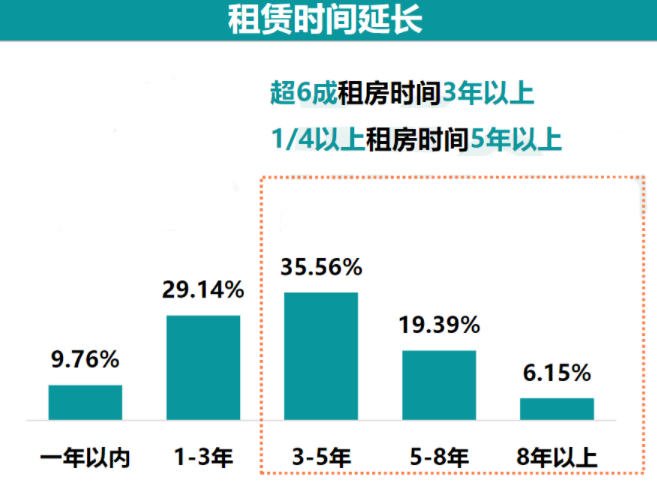 租赁时间延长
超6成租房时间3年以上
1/4以上租房时间5年以上
35.56%
29.14%
19.39%
9.76%
6.15%
一年以内 1-3年 3-5年 5-8年 8年以上